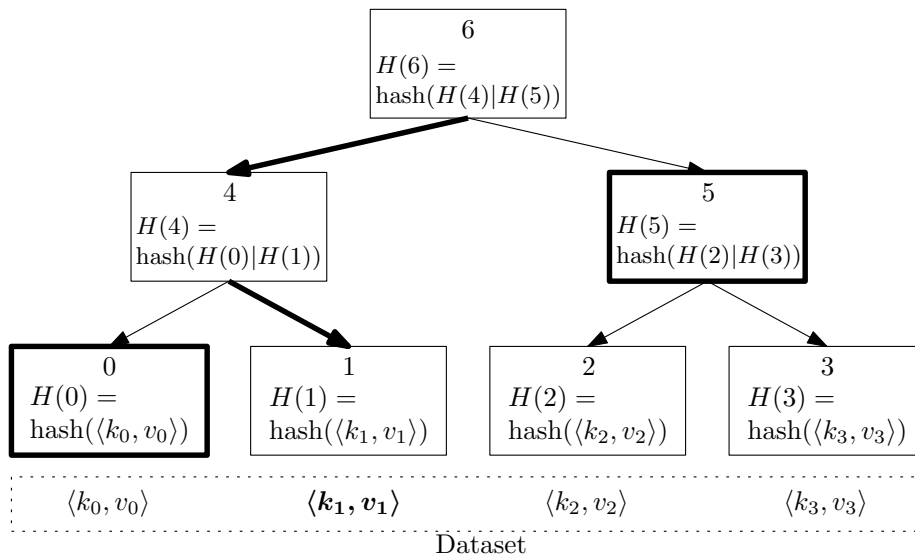 6
H(6) =
hash(H(4)|H(5))
4
H(4) =
hash(H(0)|H(1))
5
H(5) =
hash(H(2)|H(3))
0
H(0) =
hash(⟨k₀, v₀⟩)
1
H(1) =
hash(⟨k₁, v₁⟩)
2
H(2) =
hash(⟨k₂, v₂⟩)
3
H(3) =
hash(⟨k₃, v₃⟩)
⟨k₀, v₀⟩ ⟨k₁, v₁⟩ ⟨k₂, v₂⟩ ⟨k₃, v₃⟩
Dataset